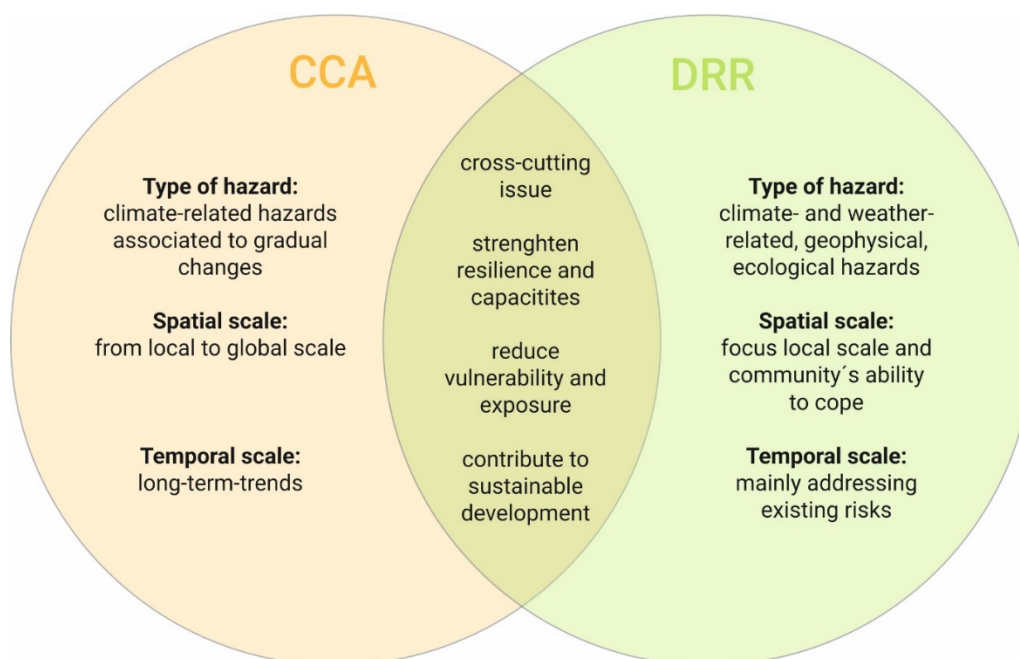 CCA
Type of hazard:
climate-related hazards
associated to gradual
changes
Spatial scale:
from local to global scale
Temporal scale:
long-term-trends
cross-cutting
issue
strenghten
resilience and
capacitites
reduce
vulnerability and
exposure
contribute to
sustainable
development
DRR
Type of hazard:
climate- and weather-
related, geophysical,
ecological hazards
Spatial scale:
focus local scale and
community´s ability
to cope
Temporal scale:
mainly addressing
existing risks